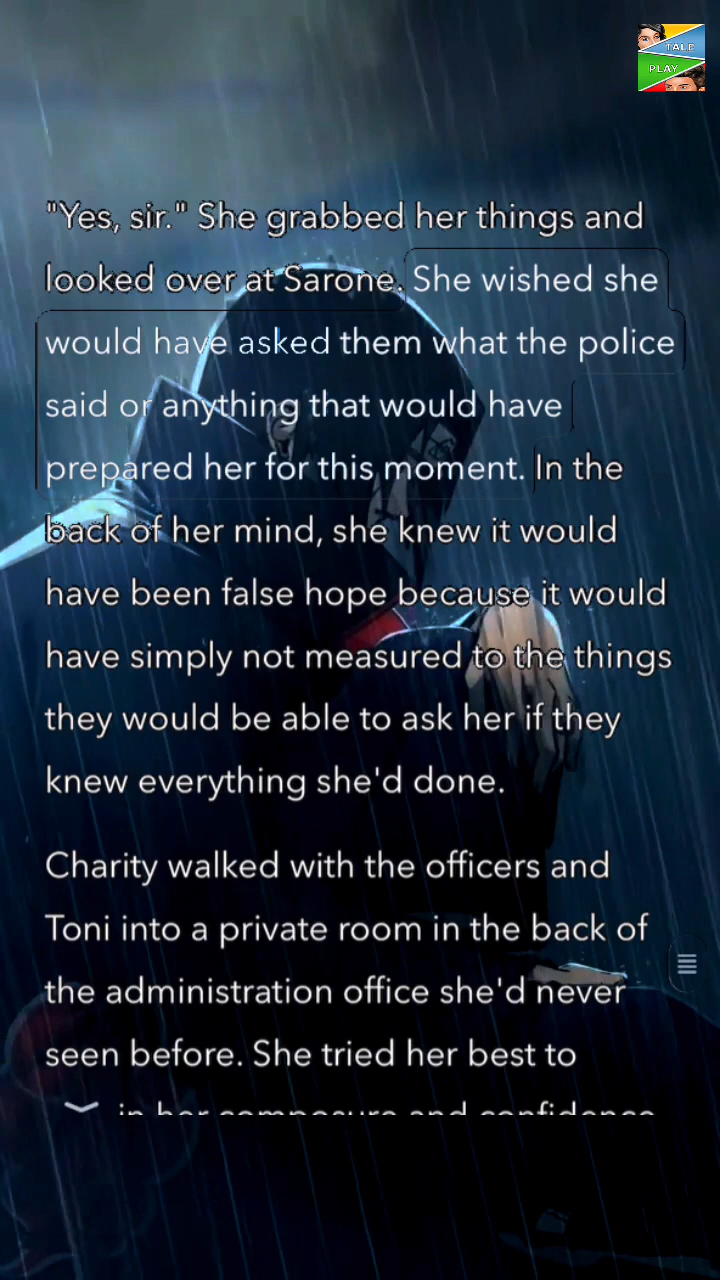 TALE
PLAY
"Yes, sir." She grabbed her things and
looked over at Sarone. She wished she
would have asked them what the police
said or anything that would have
prepared her for this moment. In the
back of her mind, she knew it would
have been false hope because it would
have simply not measured to the things
they would be able to ask her if they
knew everything she'd done.
Charity walked with the officers and
Toni into a private room in the back of
the administration office she'd never
seen before. She tried her best to
in her composure and confidence